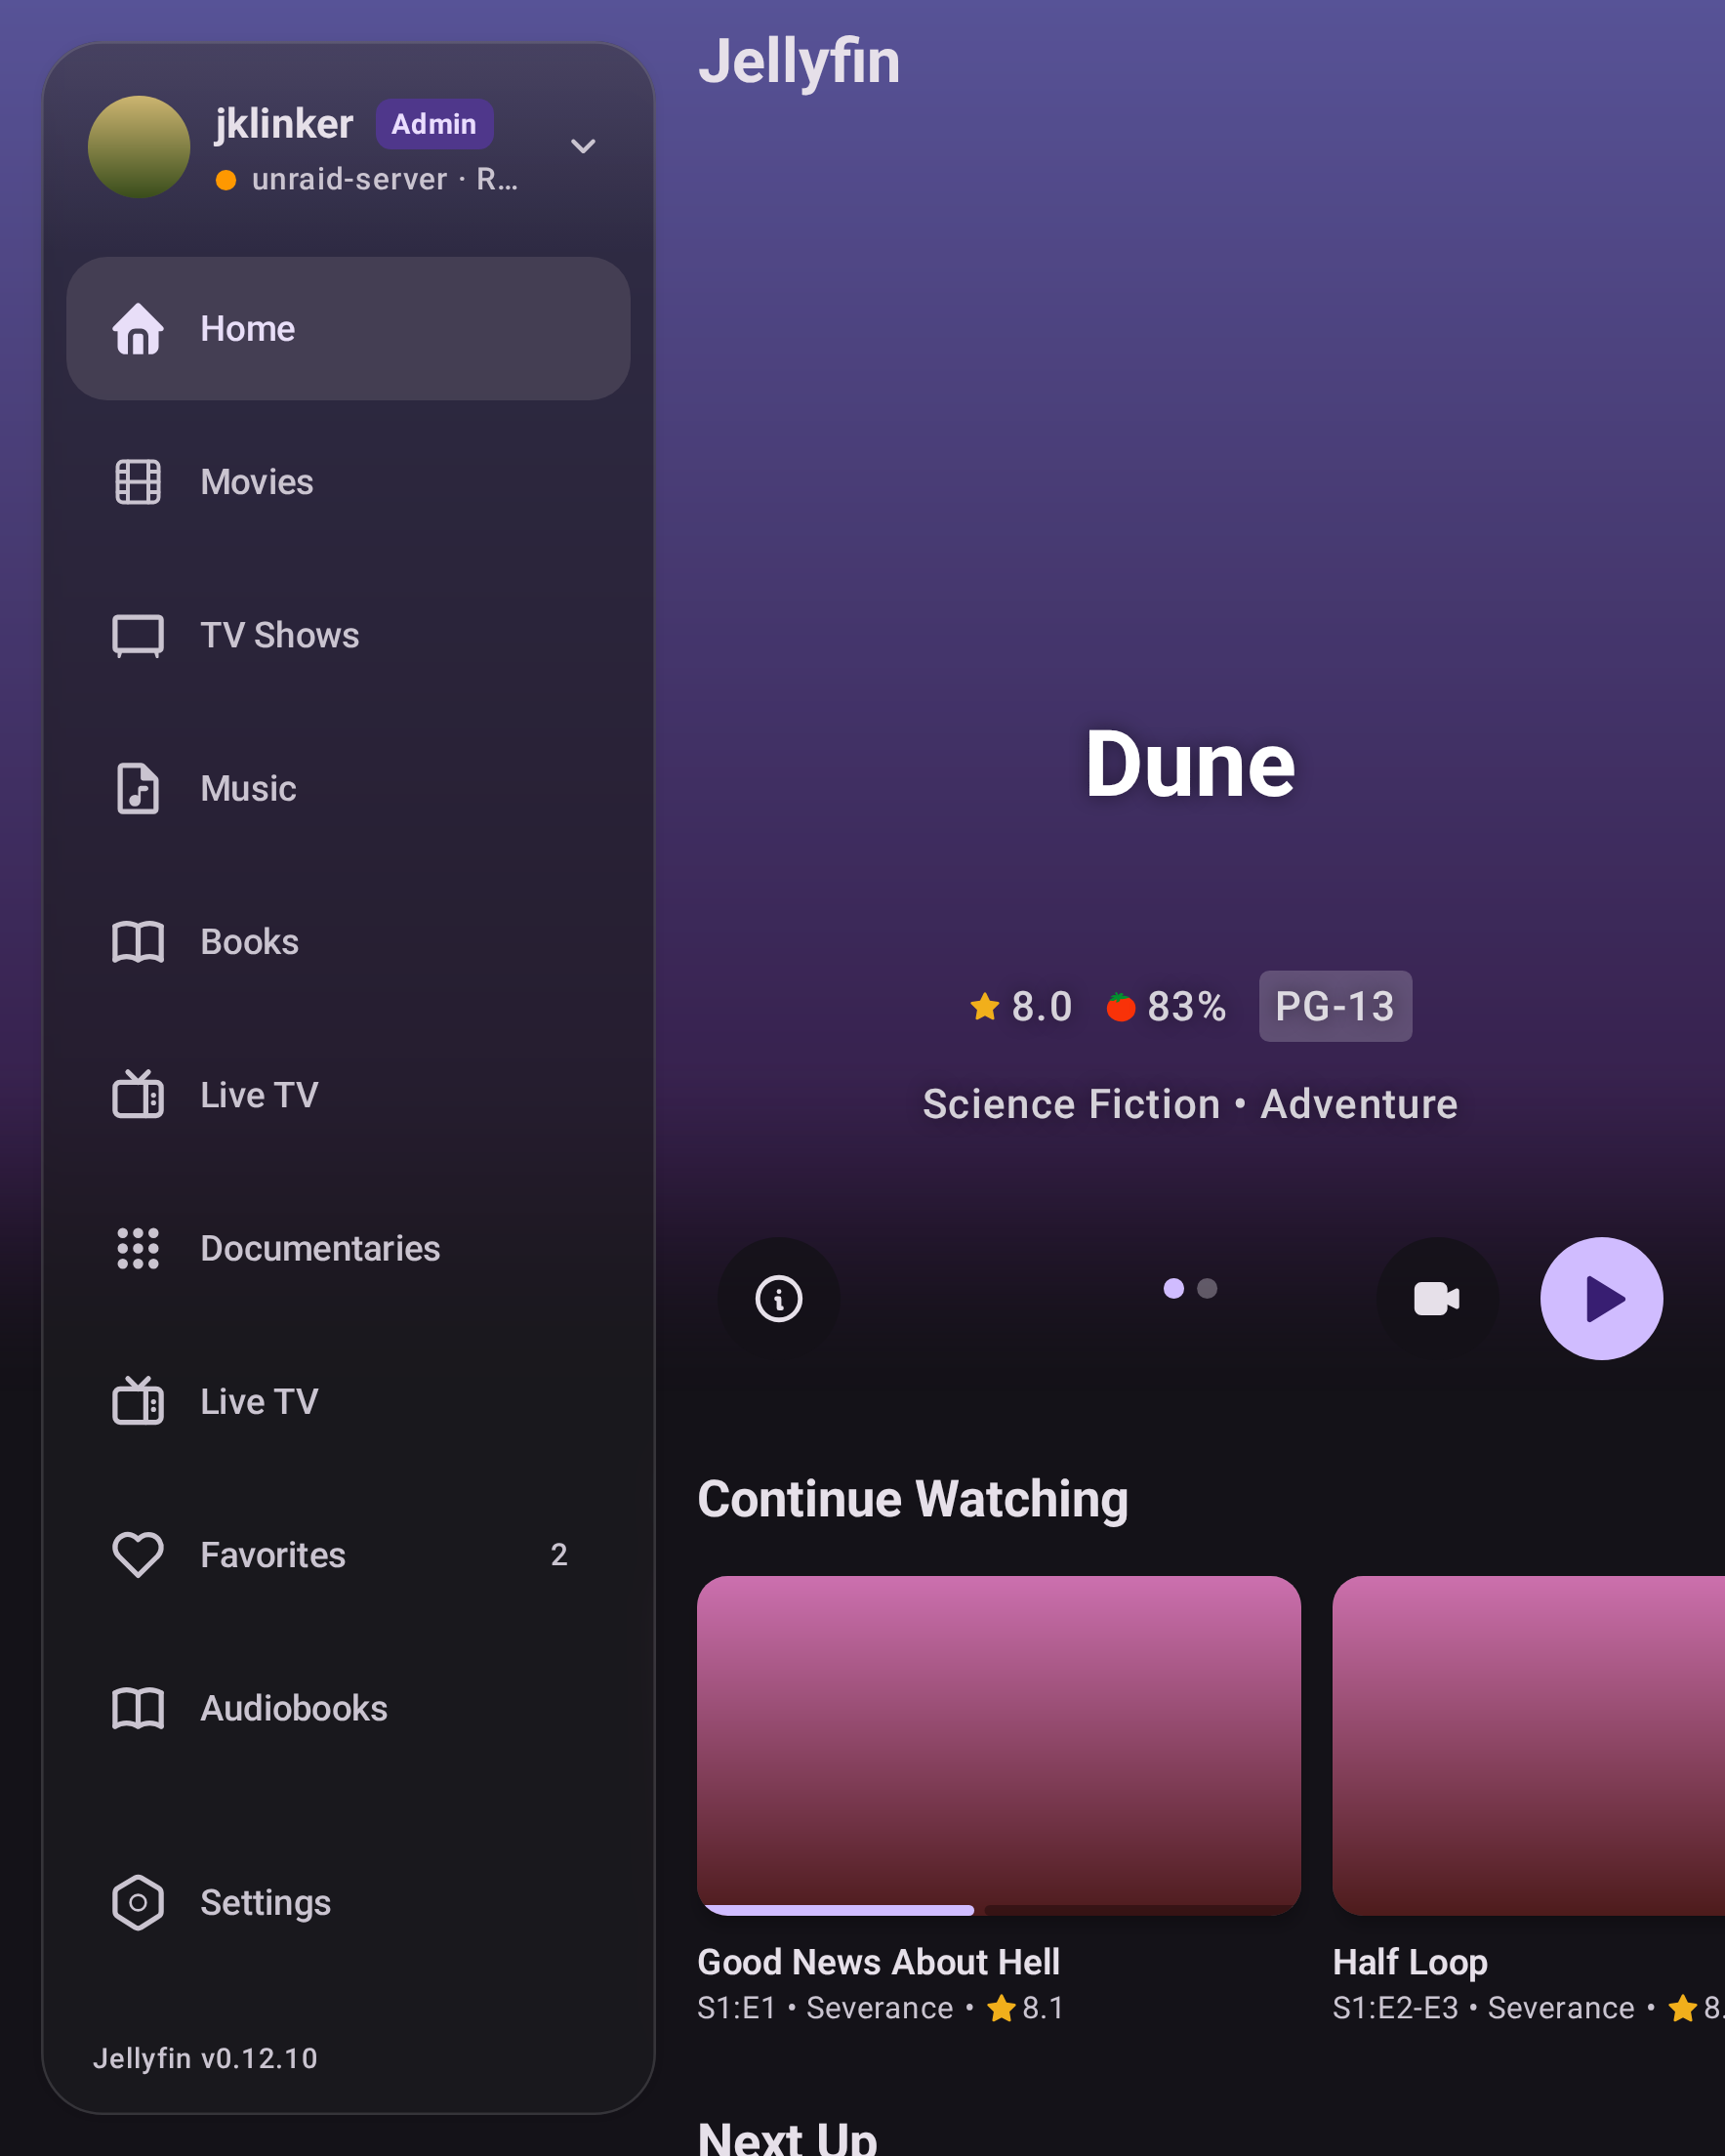 jklinker Admin
unraid-server · R...
Home
Movies
TV Shows
Music
Books
Live TV
Documentaries
Live TV
Favorites 2
Audiobooks
Settings
Jellyfin v0.12.10
Jellyfin
Dune
8.0 83% PG-13
Science Fiction • Adventure
Continue Watching
Good News About Hell
S1:E1 • Severance • 8.1
Half Loop
S1:E2-E3 • Severance • 8.
Next Up